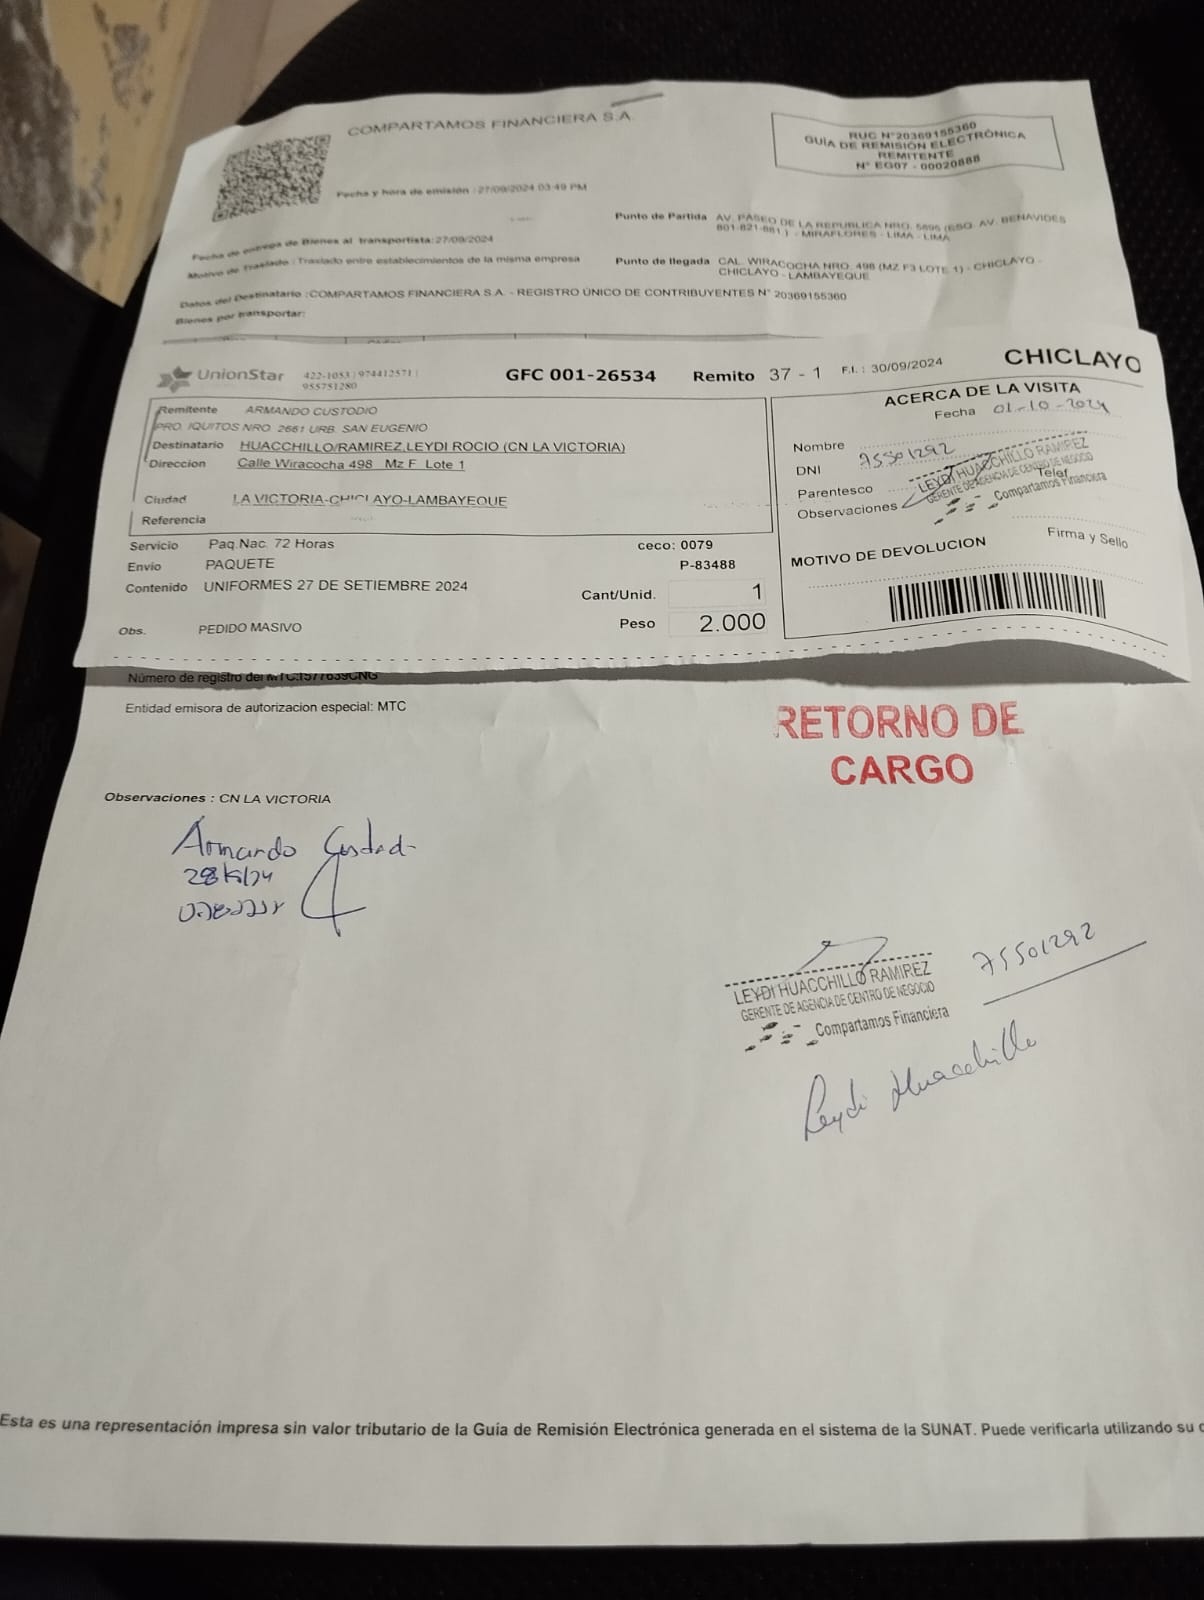 COMPARTAMOS FINANCIERA S.A.
RUC N°20369155360
GUÍA DE REMISIÓN ELECTRÓNICA
REMITENTE
N° EG07 - 00020888
Fecha y hora de emisión : 27/09/2024 03:49 PM
Fecha de entrega de Bienes al transportista: 27/09/2024
Motivo de Traslado : Traslado entre establecimientos de la misma empresa
Datos del Destinatario : COMPARTAMOS FINANCIERA S.A. - REGISTRO ÚNICO DE CONTRIBUYENTES N° 20369155360
Bienes por transportar:
Punto de Partida AV. PASEO DE LA REPUBLICA NRO. 5895 (ESQ. AV. BENAVIDES
801-821-881 ) - MIRAFLORES - LIMA - LIMA
Punto de llegada CAL. WIRACOCHA NRO. 498 (MZ F3 LOTE 1) - CHICLAYO -
CHICLAYO - LAMBAYEQUE
UnionStar 422-1053 | 974412571 |
955751280
GFC 001-26534 Remito 37 - 1 F.I. : 30/09/2024 CHICLAYO
Remitente ARMANDO CUSTODIO
PRO. IQUITOS NRO 2661 URB. SAN EUGENIO
Destinatario HUACCHILLO/RAMIREZ,LEYDI ROCIO (CN LA VICTORIA)
Direccion Calle Wiracocha 498 Mz F Lote 1
Ciudad LA VICTORIA-CHICLAYO-LAMBAYEQUE
Referencia
Servicio Paq.Nac. 72 Horas ceco: 0079
Envio PAQUETE P-83488
Contenido UNIFORMES 27 DE SETIEMBRE 2024 Cant/Unid. 1
Obs. PEDIDO MASIVO Peso 2.000
ACERCA DE LA VISITA
Fecha 01-10-2024
Nombre
DNI 75501292
Parentesco Telef
Observaciones
LEYDI HUACCHILLO RAMIREZ
GERENTE DE AGENCIA DE CENTRO DE NEGOCIO
Compartamos Financiera
Firma y Sello
MOTIVO DE DEVOLUCION
Número de registro del MTC:1577639CNG
Entidad emisora de autorizacion especial: MTC
RETORNO DE
CARGO
Observaciones : CN LA VICTORIA
Armando
75501292
LEYDI HUACCHILLO RAMIREZ
GERENTE DE AGENCIA DE CENTRO DE NEGOCIO
Compartamos Financiera
Leydi Huacchillo
Esta es una representación impresa sin valor tributario de la Guía de Remisión Electrónica generada en el sistema de la SUNAT. Puede verificarla utilizando su